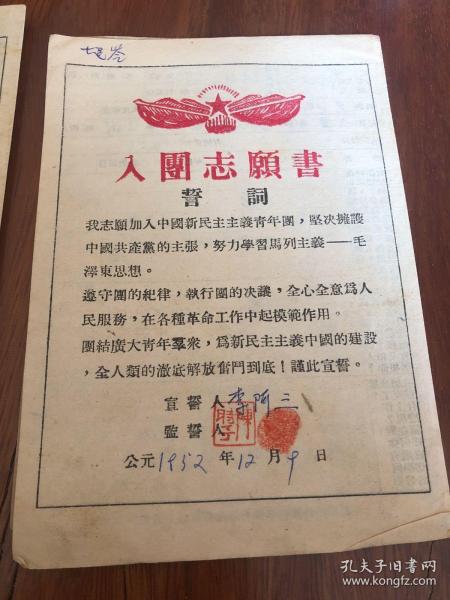 入團志願書
誓詞
我志願加入中國新民主主義青年團，堅決擁護
中國共產黨的主張，努力學習馬列主義——毛
澤東思想。
遵守團的紀律，執行團的决議，全心全意爲人
民服務，在各種革命工作中起模範作用。
團結廣大青年羣衆，爲新民主主義中國的建設
，全人類的澈底解放奮鬥到底！謹此宣誓。
宣誓人 李阿三
監誓人
公元1952年12月9日
孔夫子旧书网
www.kongfz.com